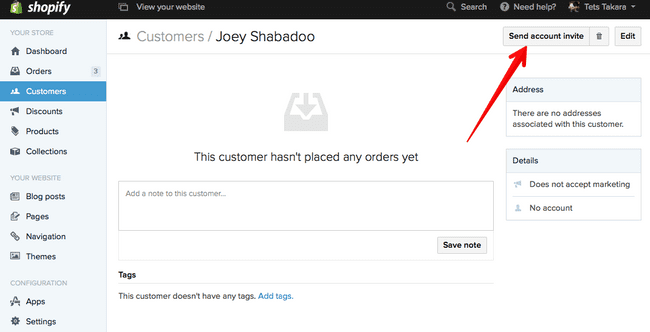 shopify
View your website
Search
Need help?
Tets Takara
YOUR STORE
Dashboard
Orders 3
Customers
Discounts
Products
Collections
YOUR WEBSITE
Blog posts
Pages
Navigation
Themes
CONFIGURATION
Apps
Settings
Customers / Joey Shabadoo
Send account invite
Edit
This customer hasn't placed any orders yet
Add a note to this customer...
Save note
Tags
This customer doesn't have any tags. Add tags.
Address
There are no addresses
associated with this customer.
Details
Does not accept marketing
No account